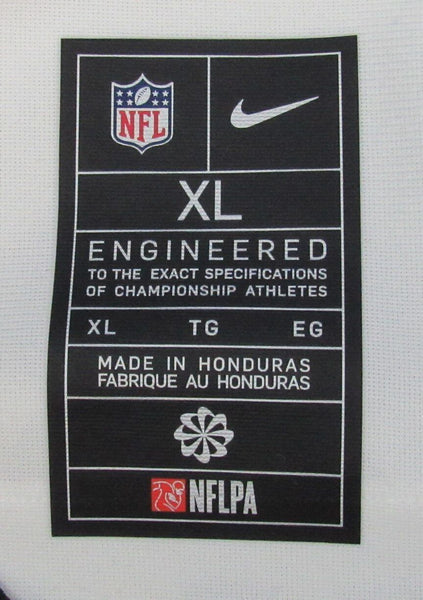 NFL
XL
ENGINEERED
TO THE EXACT SPECIFICATIONS
OF CHAMPIONSHIP ATHLETES
XL TG EG
MADE IN HONDURAS
FABRIQUE AU HONDURAS
NFLPA